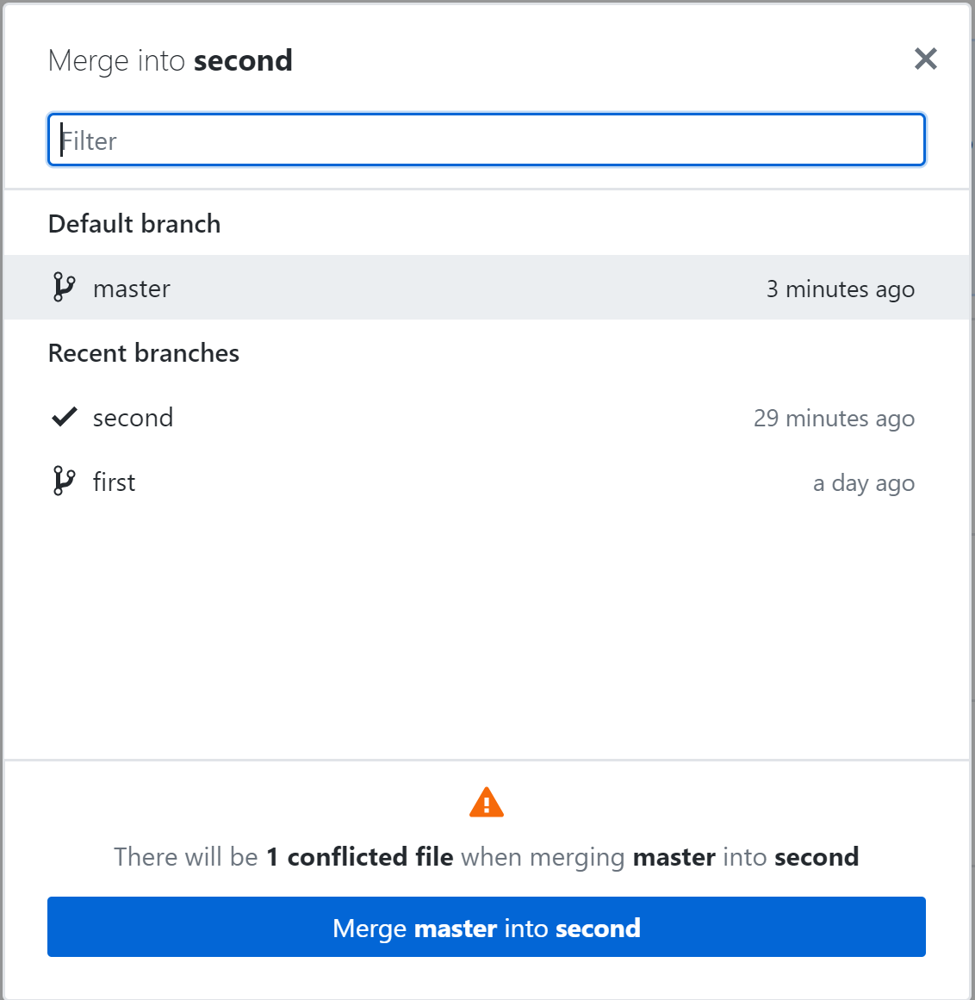 Merge into second
Filter
Default branch
master 3 minutes ago
Recent branches
second 29 minutes ago
first a day ago
There will be 1 conflicted file when merging master into second
Merge master into second